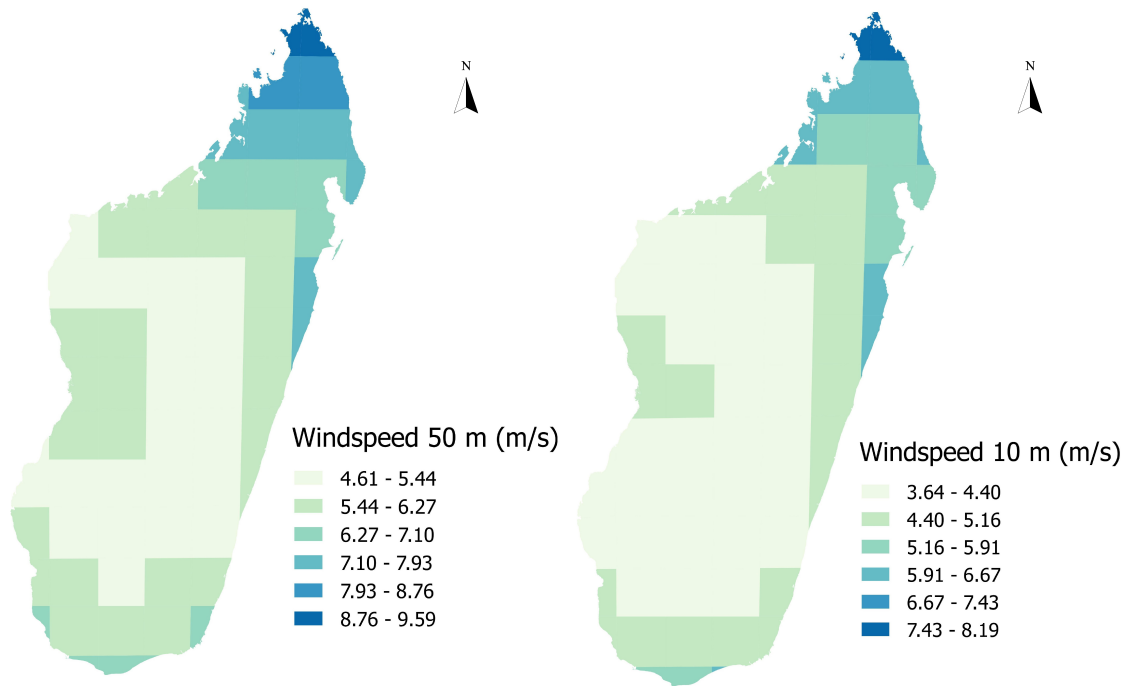 N
N
Windspeed 50 m (m/s)
4.61 - 5.44
5.44 - 6.27
6.27 - 7.10
7.10 - 7.93
7.93 - 8.76
8.76 - 9.59
Windspeed 10 m (m/s)
3.64 - 4.40
4.40 - 5.16
5.16 - 5.91
5.91 - 6.67
6.67 - 7.43
7.43 - 8.19